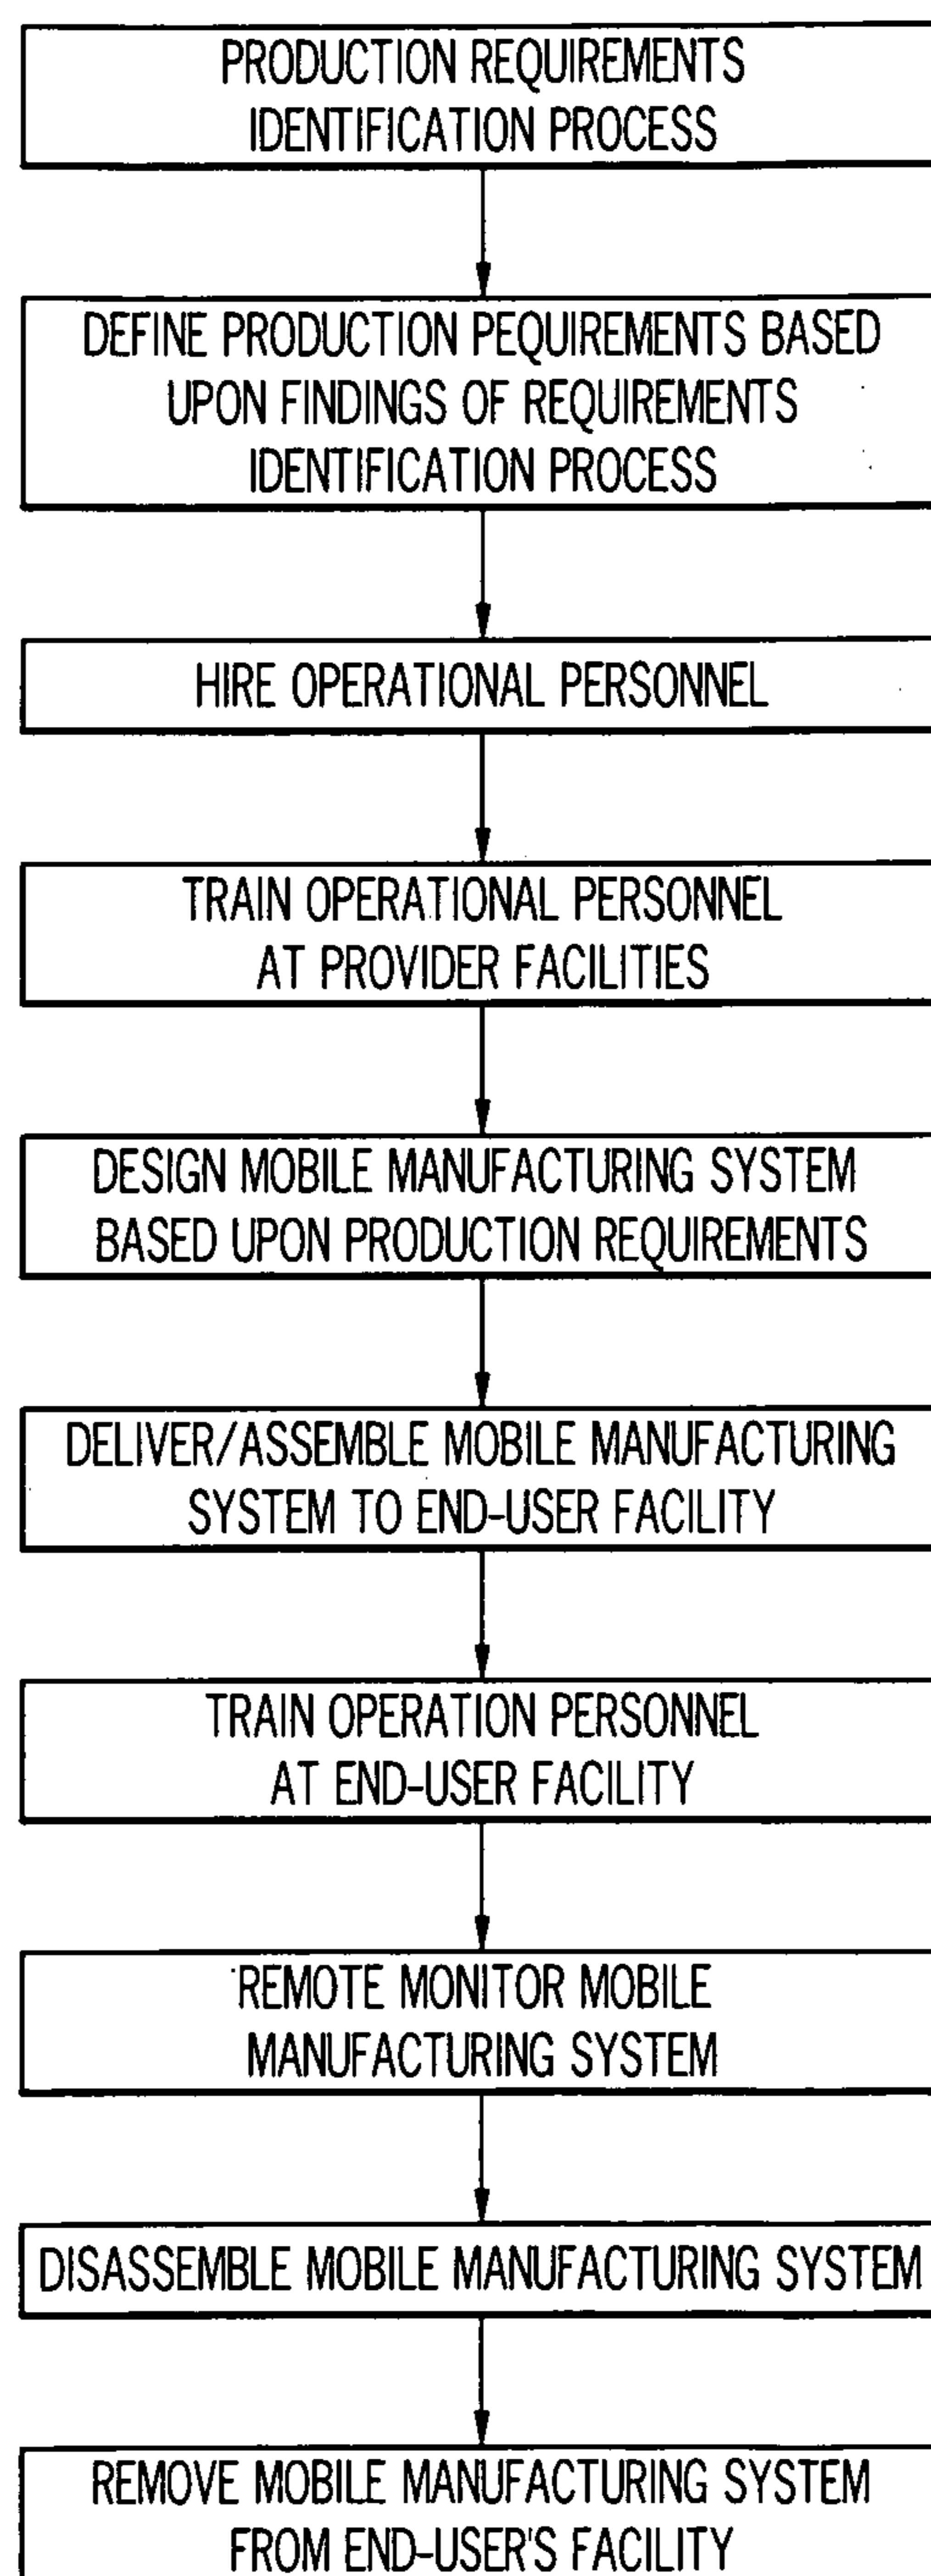 PRODUCTION REQUIREMENTS
IDENTIFICATION PROCESS
DEFINE PRODUCTION PEQUIREMENTS BASED
UPON FINDINGS OF REQUIREMENTS
IDENTIFICATION PROCESS
HIRE OPERATIONAL PERSONNEL
TRAIN OPERATIONAL PERSONNEL
AT PROVIDER FACILITIES
DESIGN MOBILE MANUFACTURING SYSTEM
BASED UPON PRODUCTION REQUIREMENTS
DELIVER/ASSEMBLE MOBILE MANUFACTURING
SYSTEM TO END-USER FACILITY
TRAIN OPERATION PERSONNEL
AT END-USER FACILITY
REMOTE MONITOR MOBILE
MANUFACTURING SYSTEM
DISASSEMBLE MOBILE MANUFACTURING SYSTEM
REMOVE MOBILE MANUFACTURING SYSTEM
FROM END-USER'S FACILITY